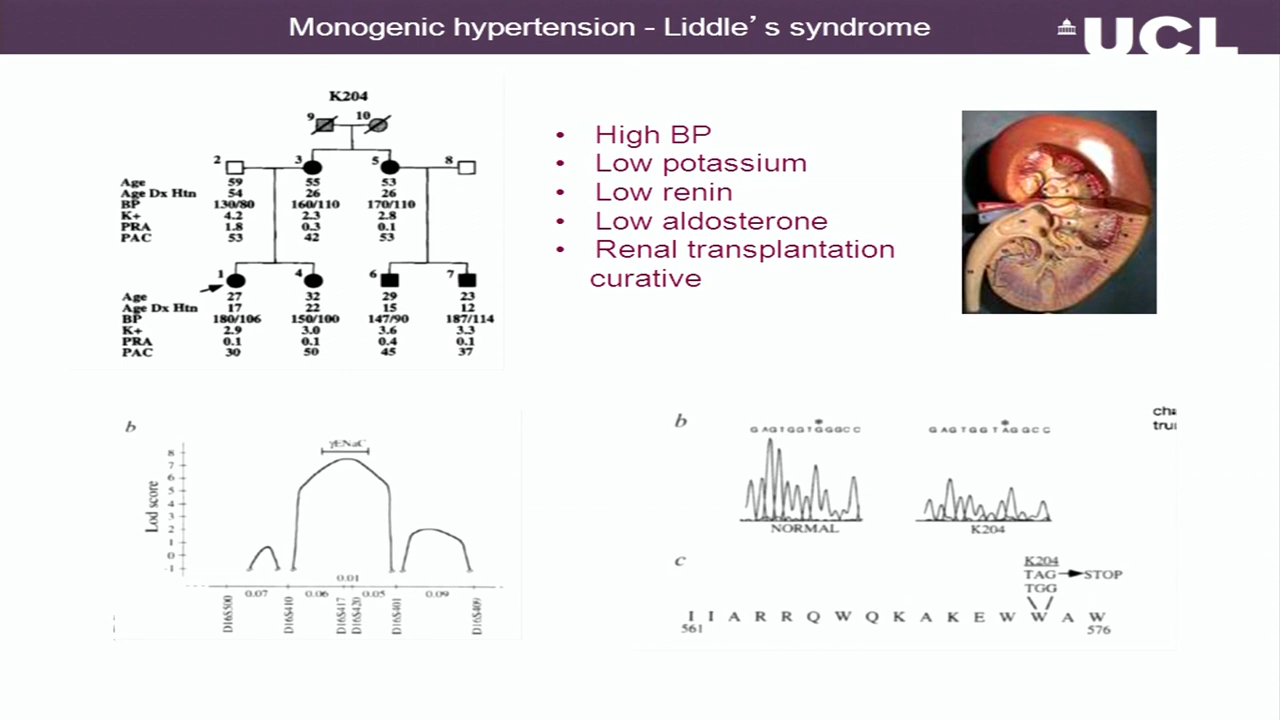 Monogenic hypertension - Liddle's syndrome
UCL
K204
9 10
2 3 5 8
Age 59 55 53
Age Dx Htn 54 26 26
BP 130/80 160/110 170/110
K+ 4.2 2.3 2.8
PRA 1.8 0.3 0.1
PAC 53 42 53
1 4 6 7
Age 27 32 29 23
Age Dx Htn 17 22 15 12
BP 180/106 150/100 147/90 187/114
K+ 2.9 3.0 3.6 3.3
PRA 0.1 0.1 0.4 0.1
PAC 30 50 45 37
• High BP
• Low potassium
• Low renin
• Low aldosterone
• Renal transplantation
curative
b
γENaC
Lod score
8
7
6
5
4
3
2
1
0
-1
0.01
0.07 0.06 0.05 0.09
D16S500 D16S410 D16S417 D16S420 D16S401 D16S409
b
G A G T G G T G G G C C
G A G T G G T A G G C C
NORMAL K204
c
K204
TAG STOP
TGG
I I A R R Q W Q K A K E W W A W
561 576